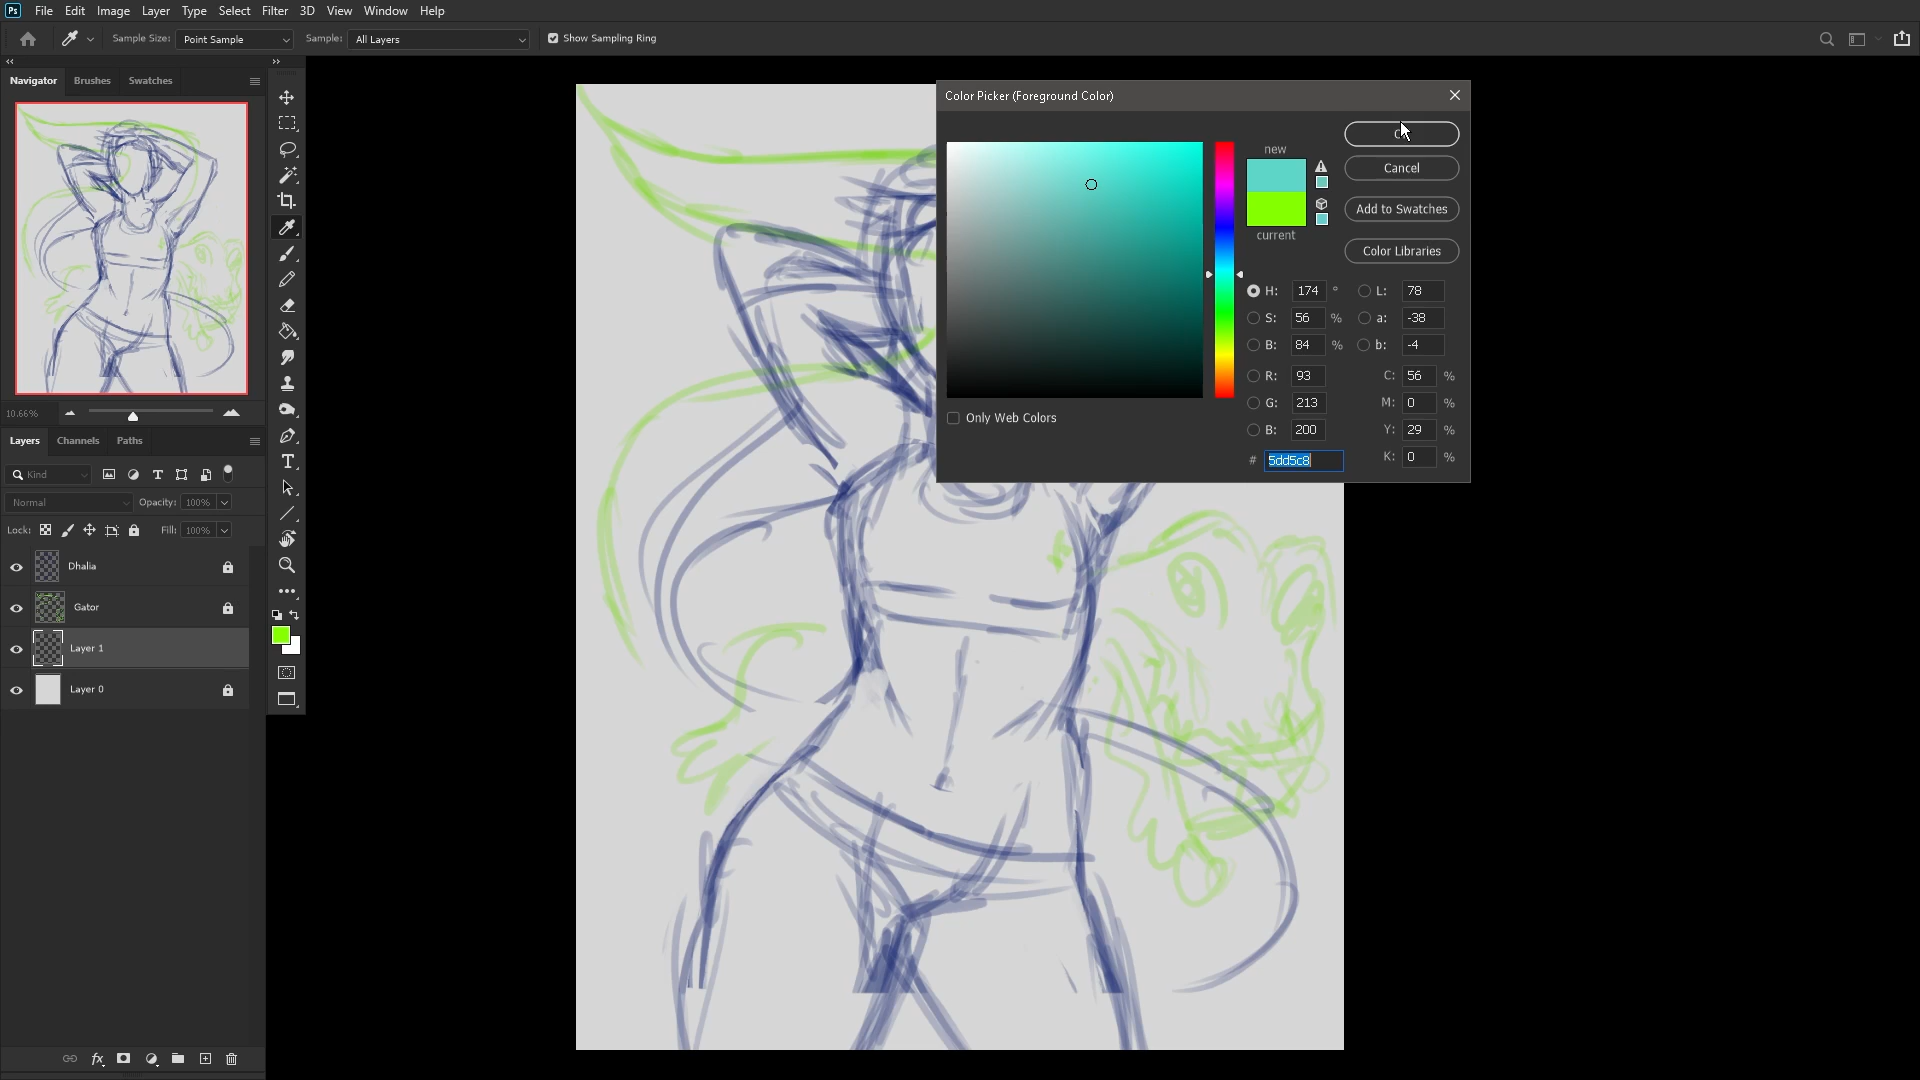 Ps File Edit Image Layer Type Select Filter 3D View Window Help
Sample Size: Point Sample Sample: All Layers Show Sampling Ring
Navigator Brushes Swatches
10.66%
Layers Channels Paths
Kind
Normal Opacity: 100%
Lock: Fill: 100%
Dhalia
Gator
Layer 1
Layer 0
fx
Color Picker (Foreground Color)
new
current
Cancel
Add to Swatches
Color Libraries
Only Web Colors
H: 174 ° L: 78
S: 56 % a: -38
B: 84 % b: -4
R: 93 C: 56 %
G: 213 M: 0 %
B: 200 Y: 29 %
# 5dd5c8 K: 0 %